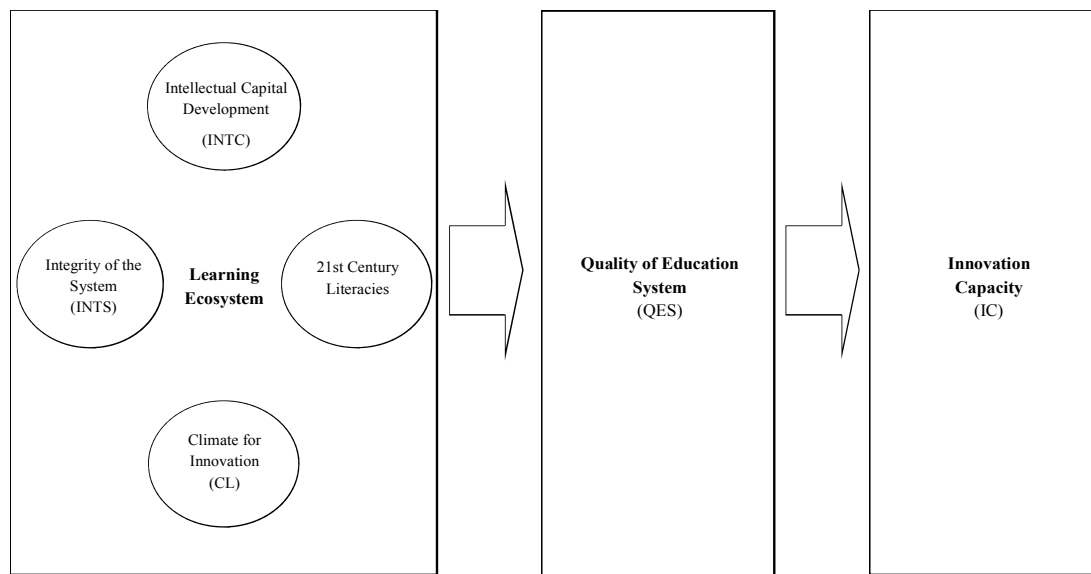 Intellectual Capital
Development
(INTC)
Integrity of the
System
(INTS)
Learning
Ecosystem
21st Century
Literacies
Climate for
Innovation
(CL)
Quality of Education
System
(QES)
Innovation
Capacity
(IC)